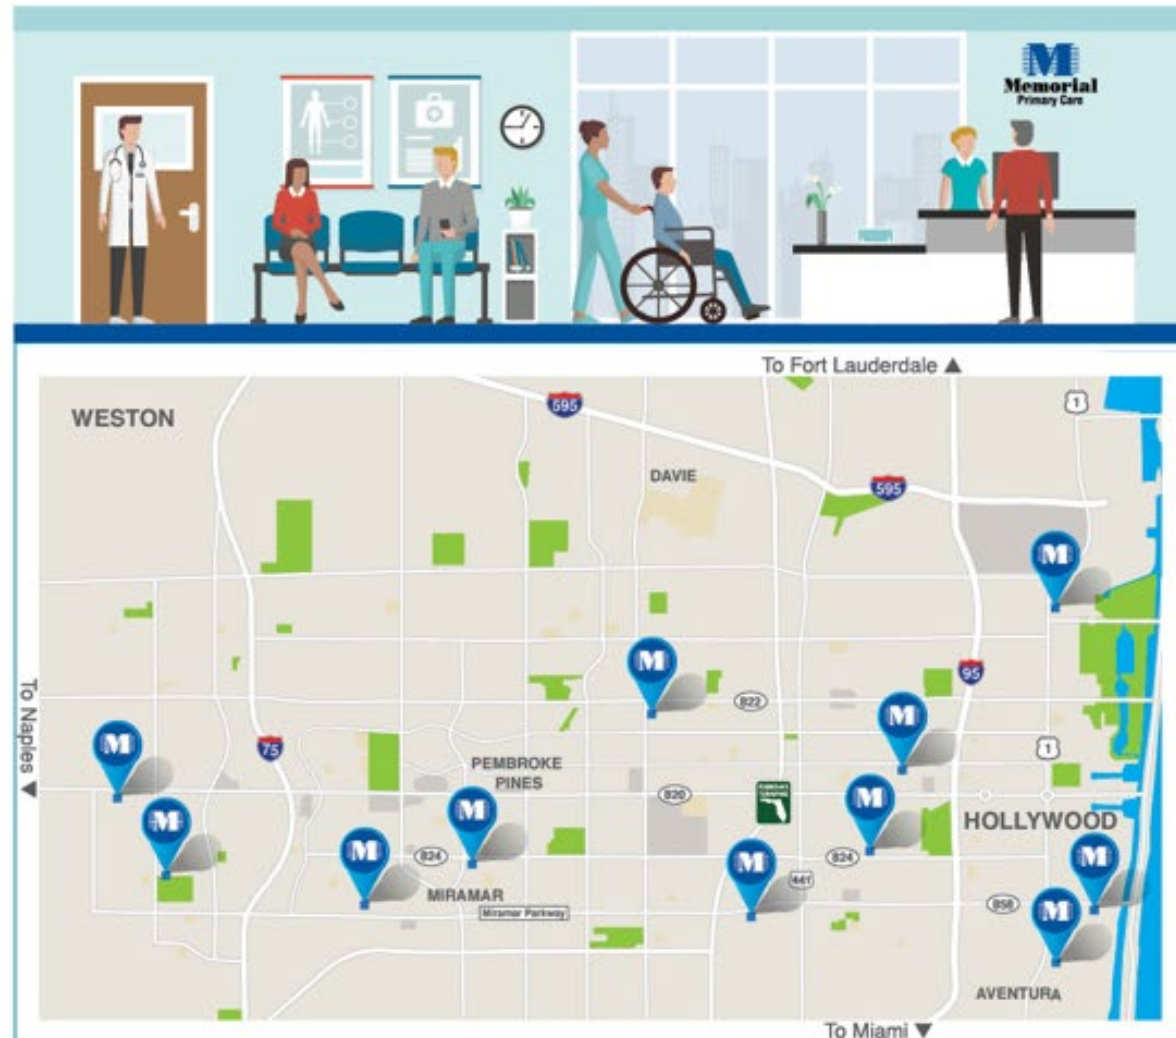 M
Memorial
Primary Care
To Fort Lauderdale ▲
WESTON
595
1
DAVIE
595
M
M
95
822
M
M
To Naples ▼
75
1
PEMBROKE
PINES
820
M
M
M
HOLLYWOOD
M
824
M
824
M
441
MIRAMAR
Miramar Parkway
858
M
AVENTURA
To Miami ▼